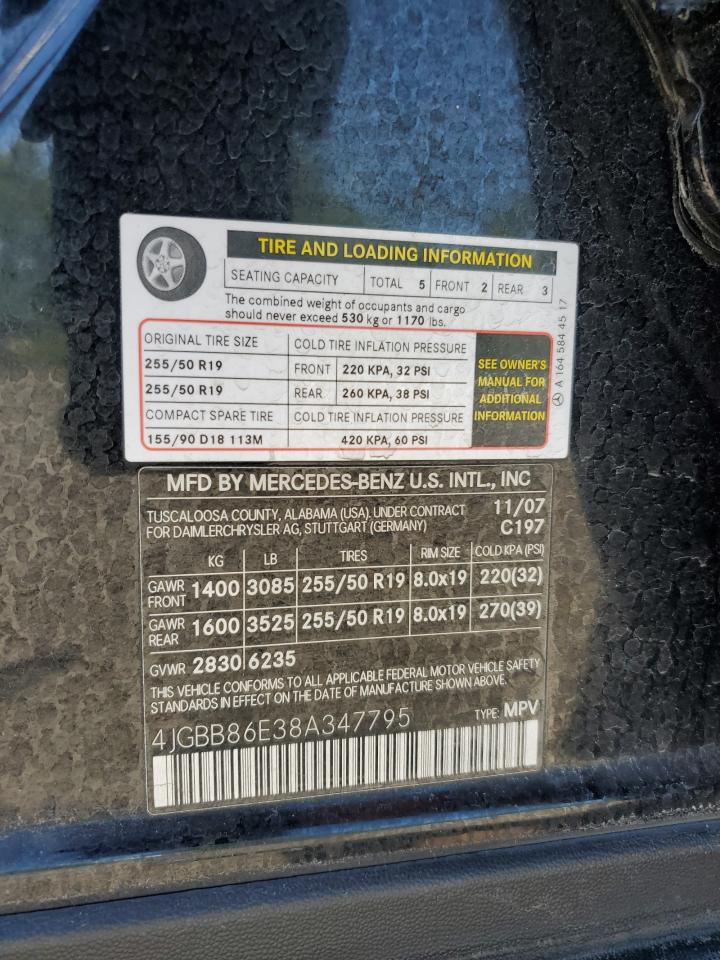 TIRE AND LOADING INFORMATION
SEATING CAPACITY TOTAL 5 FRONT 2 REAR 3
The combined weight of occupants and cargo
should never exceed 530 kg or 1170 lbs.
ORIGINAL TIRE SIZE COLD TIRE INFLATION PRESSURE
255/50 R19 FRONT 220 KPA, 32 PSI
255/50 R19 REAR 260 KPA, 38 PSI
COMPACT SPARE TIRE COLD TIRE INFLATION PRESSURE
155/90 D18 113M 420 KPA, 60 PSI
SEE OWNER'S
MANUAL FOR
ADDITIONAL
INFORMATION
A 164 584 45 17
MFD BY MERCEDES-BENZ U.S. INTL., INC
TUSCALOOSA COUNTY, ALABAMA (USA). UNDER CONTRACT 11/07
FOR DAIMLERCHRYSLER AG, STUTTGART (GERMANY) C197
KG LB TIRES RIM SIZE COLD KPA (PSI)
GAWR FRONT 1400 3085 255/50 R19 8.0x19 220(32)
GAWR REAR 1600 3525 255/50 R19 8.0x19 270(39)
GVWR 2830 6235
THIS VEHICLE CONFORMS TO ALL APPLICABLE FEDERAL MOTOR VEHICLE SAFETY
STANDARDS IN EFFECT ON THE DATE OF MANUFACTURE SHOWN ABOVE.
4JGBB86E38A347795 TYPE: MPV